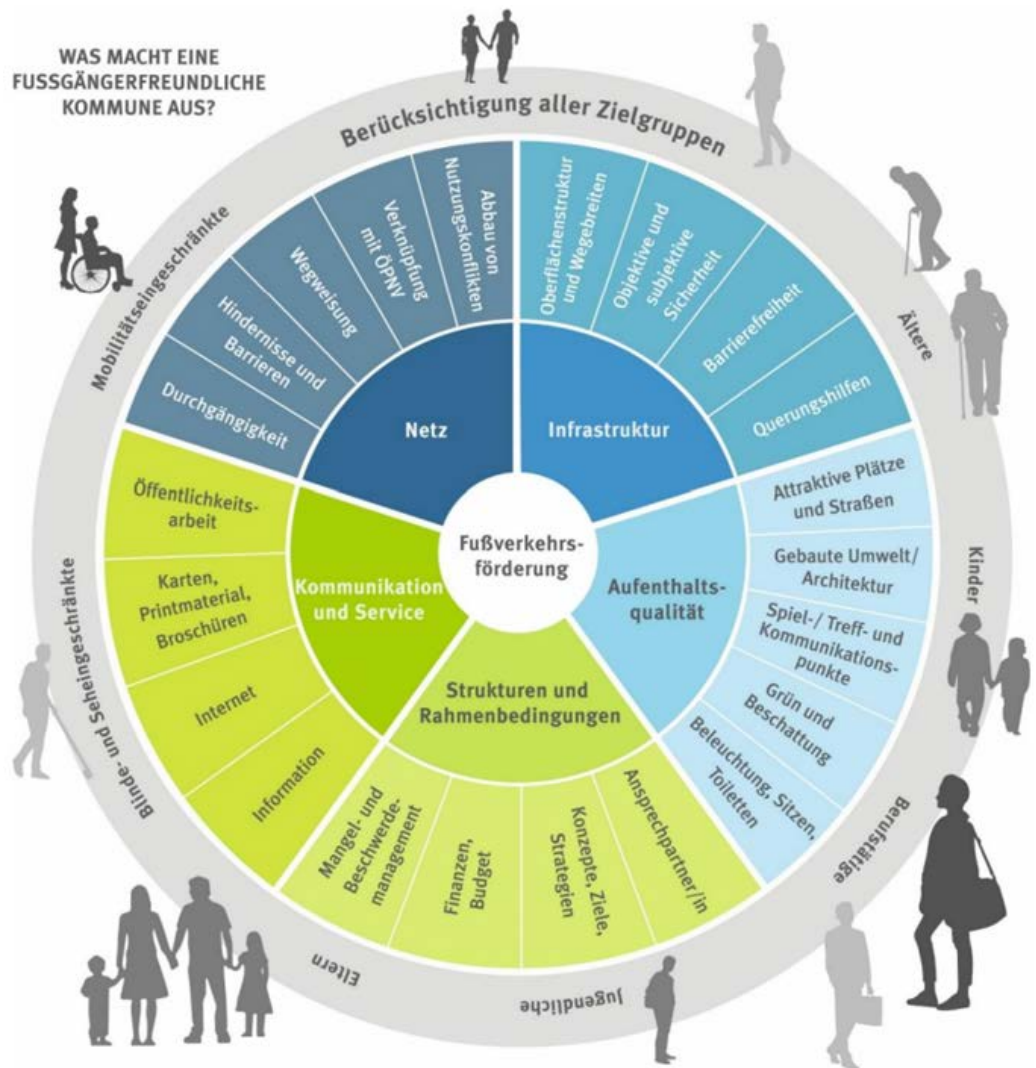 WAS MACHT EINE
FUSSGÄNGERFREUNDLICHE
KOMMUNE AUS?
Berücksichtigung aller Zielgruppen
Ältere
Kinder
Berufstätige
Jugendliche
Eltern
Blinde- und Seheingeschränkte
Mobilitätseingeschränkte
Fußverkehrs-
förderung
Netz
Durchgängigkeit
Hindernisse und
Barrieren
Wegweisung
Verknüpfung
mit ÖPNV
Abbau von
Nutzungskonflikten
Infrastruktur
Oberflächenstruktur
und Wegebreiten
Objektive und
subjektive
Sicherheit
Barrierefreiheit
Querungshilfen
Aufenthalts-
qualität
Attraktive Plätze
und Straßen
Gebaute Umwelt/
Architektur
Spiel-/ Treff- und
Kommunikations-
punkte
Grün und
Beschattung
Beleuchtung, Sitzen,
Toiletten
Strukturen und
Rahmenbedingungen
Ansprechpartner/in
Konzepte, Ziele,
Strategien
Finanzen,
Budget
Mangel- und
Beschwerde-
management
Kommunikation
und Service
Information
Internet
Karten,
Printmaterial,
Broschüren
Öffentlichkeits-
arbeit